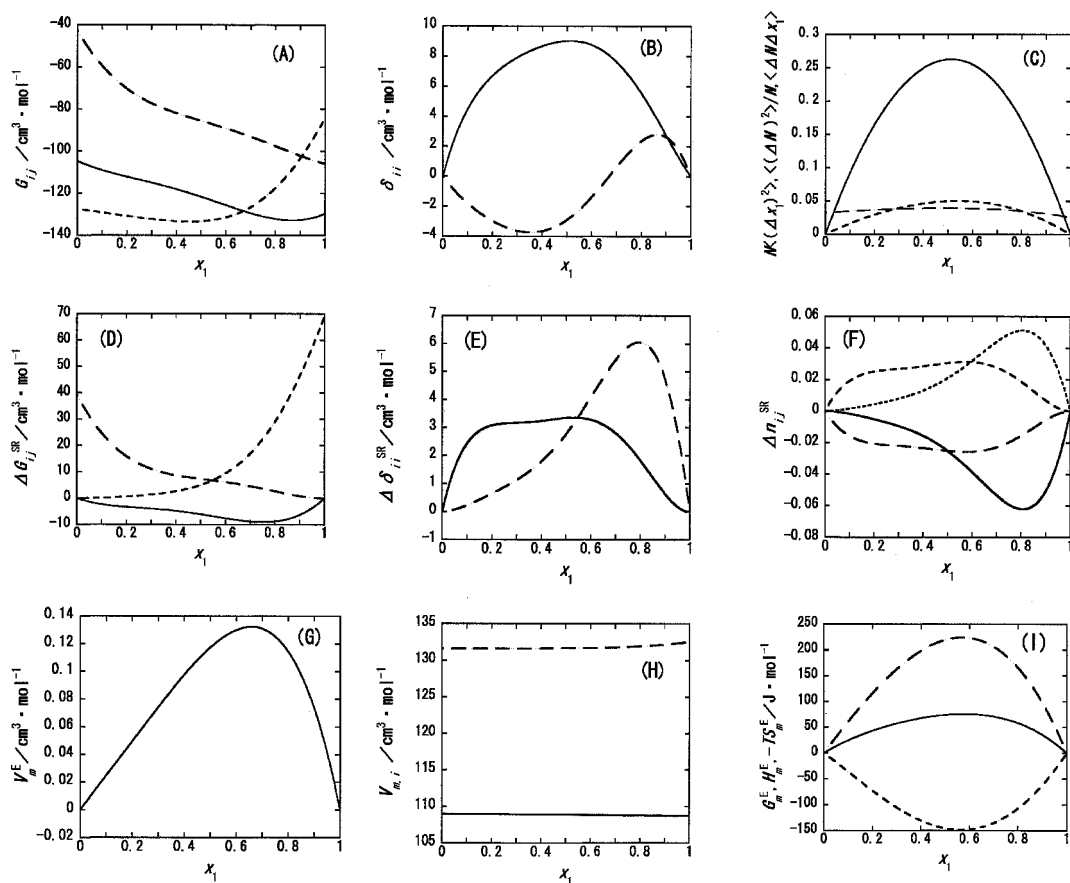 (A)
G_ij / cm³・mol⁻¹
-40
-60
-80
-100
-120
-140
0 0.2 0.4 0.6 0.8 1
x₁
(B)
δ_ii / cm³・mol⁻¹
10
8
6
4
2
0
-2
-4
0 0.2 0.4 0.6 0.8 1
x₁
(C)
N<(Δx₁)²>, <(ΔN)²>/N, <ΔNΔx₁>
0.3
0.25
0.2
0.15
0.1
0.05
0
0 0.2 0.4 0.6 0.8 1
x₁
(D)
ΔG_ij^SR / cm³・mol⁻¹
70
60
50
40
30
20
10
0
-10
0 0.2 0.4 0.6 0.8 1
x₁
(E)
Δδ_ii^SR / cm³・mol⁻¹
7
6
5
4
3
2
1
0
-1
0 0.2 0.4 0.6 0.8 1
x₁
(F)
Δn_ij^SR
0.06
0.04
0.02
0
-0.02
-0.04
-0.06
-0.08
0 0.2 0.4 0.6 0.8 1
x₁
(G)
V_m^E / cm³・mol⁻¹
0.14
0.12
0.1
0.08
0.06
0.04
0.02
0
-0.02
0 0.2 0.4 0.6 0.8 1
x₁
(H)
V_m,i / cm³・mol⁻¹
135
130
125
120
115
110
105
0 0.2 0.4 0.6 0.8 1
x₁
(I)
G_m^E, H_m^E, -TS_m^E / J・mol⁻¹
250
200
150
100
50
0
-50
-100
-150
0 0.2 0.4 0.6 0.8 1
x₁